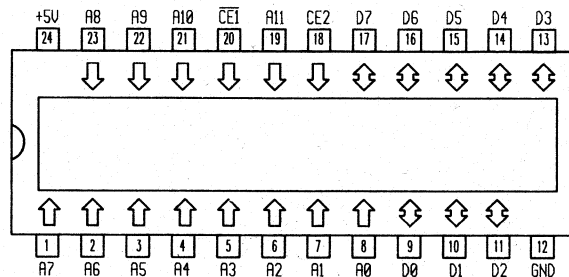 +5V A8 A9 A10 CE1 A11 CE2 D7 D6 D5 D4 D3
24 23 22 21 20 19 18 17 16 15 14 13
1 2 3 4 5 6 7 8 9 10 11 12
A7 A6 A5 A4 A3 A2 A1 A0 D0 D1 D2 GND